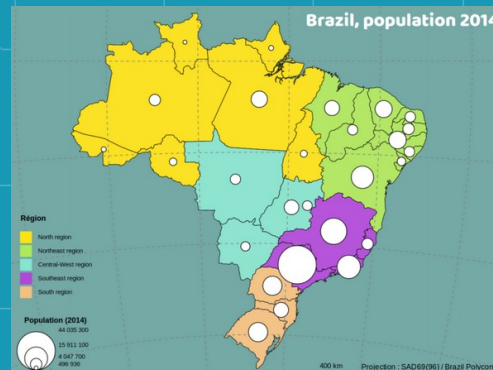 Brazil, population 2014
Région
North region
Northeast region
Central-West region
Southeast region
South region
Population (2014)
44 035 300
15 911 100
4 047 700
496 936
400 km
Projection : SAD69(96) / Brazil Polycon